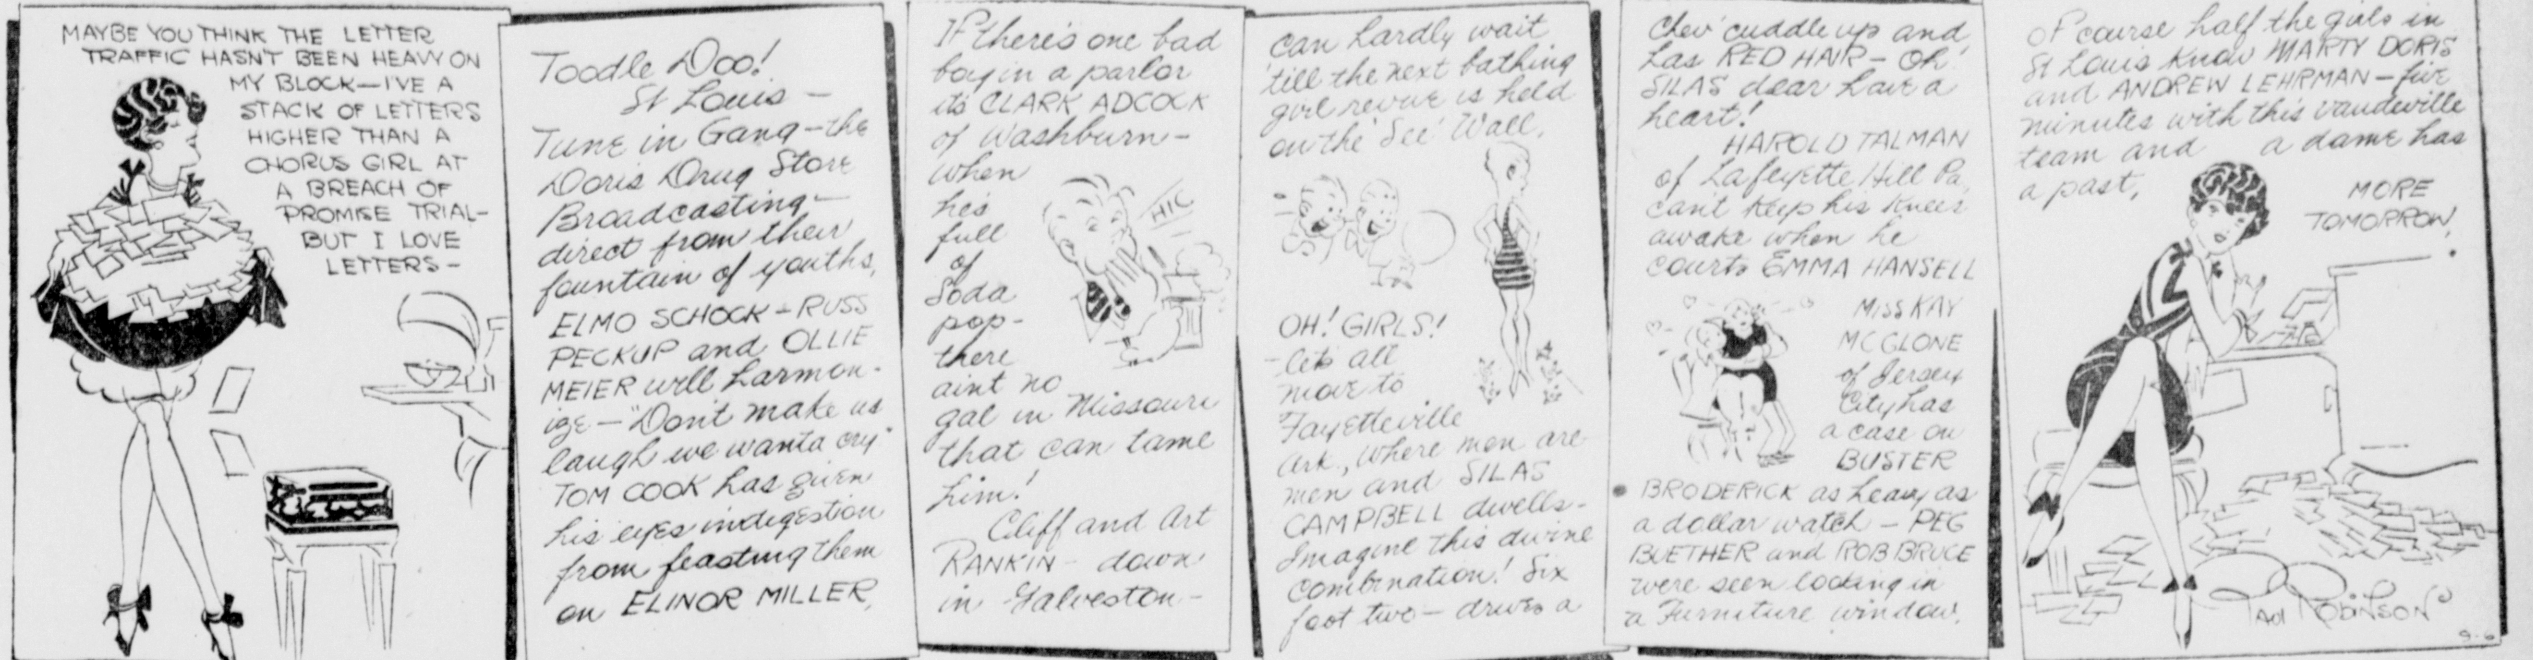 MAYBE YOU THINK THE LETTER
TRAFFIC HASN'T BEEN HEAVY ON
MY BLOCK—I'VE A
STACK OF LETTERS
HIGHER THAN A
CHORUS GIRL AT
A BREACH OF
PROMISE TRIAL-
BUT I LOVE
LETTERS-
Toodle Doo!
St Louis —
Tune in Gang—the
Doris Drug Store
Broadcasting—
direct from their
fountain of youths,
ELMO SCHOCK - RUSS
PECKUP and OLLIE
MEIER will harmon-
ize — "Don't make us
laugh we wanta cry"
TOM COOK has given
his eyes indigestion
from feasting them
on ELINOR MILLER,
If there's one bad
boy in a parlor
it's CLARK ADCOCK
of Washburn—
when
he's
full
of
Soda
pop-
there
aint no
gal in Missouri
that can tame
him!
HIC
Cliff and Art
RANKIN - down
in Galveston -
can hardly wait
'till the next bathing
girl revue is held
on the 'See' Wall.
OH! GIRLS!
-let's all
move to
Fayetteville
Ark., where men are
men and SILAS
CAMPBELL dwells-
Imagine this divine
combination! Six
foot two — drives a
Chev' cuddle up and
has RED HAIR - Oh!
SILAS dear have a
heart!
HAROLD TALMAN
of Lafeyette Hill Pa,
can't keep his knees
awake when he
courts EMMA HANSELL
MISS KAY
MCGLONE
of Jersey
City has
a case on
BUSTER
BRODERICK as heavy as
a dollar watch — PEG
BUETHER and ROB BRUCE
were seen looking in
a Furniture window.
of course half the girls in
St Louis know MARTY DORIS
and ANDREW LEHRMAN—five
minutes with this vaudeville
team and a dame has
a past,
MORE
TOMORROW,
Paul Robinson
9-6